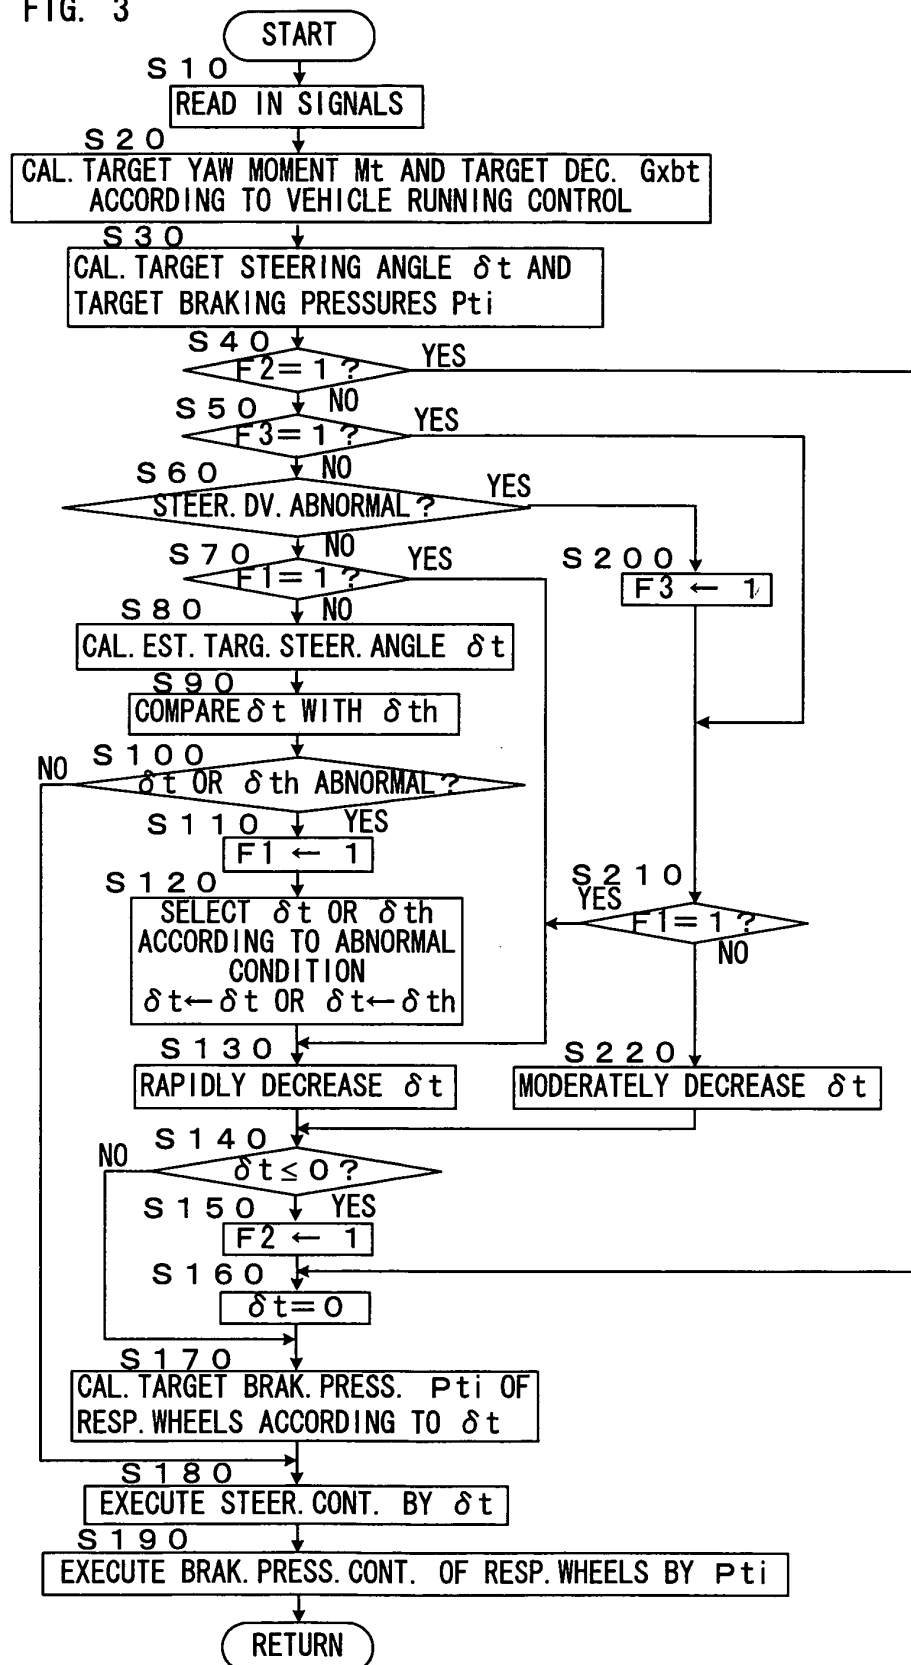 FIG. 3
START
S10
READ IN SIGNALS
S20
CAL. TARGET YAW MOMENT Mt AND TARGET DEC. Gxbt
ACCORDING TO VEHICLE RUNNING CONTROL
S30
CAL. TARGET STEERING ANGLE δt AND
TARGET BRAKING PRESSURES Pti
S40
F2=1?
YES
NO
S50
F3=1?
YES
NO
S60
STEER. DV. ABNORMAL?
YES
NO
S70
F1=1?
YES
NO
S200
F3 ← 1
S80
CAL. EST. TARG. STEER. ANGLE δt
S90
COMPARE δt WITH δth
S100
NO
δt OR δth ABNORMAL?
YES
S110
F1 ← 1
S120
SELECT δt OR δth
ACCORDING TO ABNORMAL
CONDITION
δt←δt OR δt←δth
S210
YES
F1=1?
NO
S130
RAPIDLY DECREASE δt
S220
MODERATELY DECREASE δt
S140
NO
δt≤0?
YES
S150
F2 ← 1
S160
δt=0
S170
CAL. TARGET BRAK. PRESS. Pti OF
RESP. WHEELS ACCORDING TO δt
S180
EXECUTE STEER. CONT. BY δt
S190
EXECUTE BRAK. PRESS. CONT. OF RESP. WHEELS BY Pti
RETURN